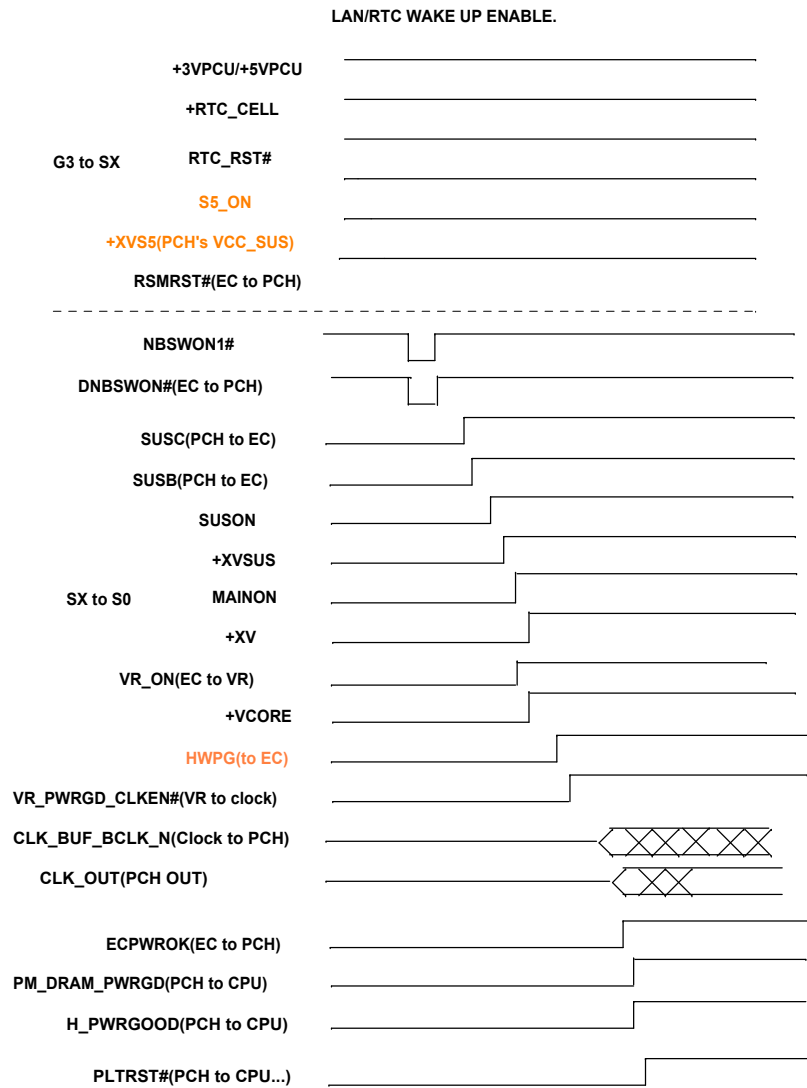 LAN/RTC WAKE UP ENABLE.
+3VPCU/+5VPCU
+RTC_CELL
G3 to SX
RTC_RST#
S5_ON
+XVS5(PCH's VCC_SUS)
RSMRST#(EC to PCH)
NBSWON1#
DNBSWON#(EC to PCH)
SUSC(PCH to EC)
SUSB(PCH to EC)
SUSON
+XVSUS
SX to S0
MAINON
+XV
VR_ON(EC to VR)
+VCORE
HWPG(to EC)
VR_PWRGD_CLKEN#(VR to clock)
CLK_BUF_BCLK_N(Clock to PCH)
CLK_OUT(PCH OUT)
ECPWROK(EC to PCH)
PM_DRAM_PWRGD(PCH to CPU)
H_PWRGOOD(PCH to CPU)
PLTRST#(PCH to CPU...)